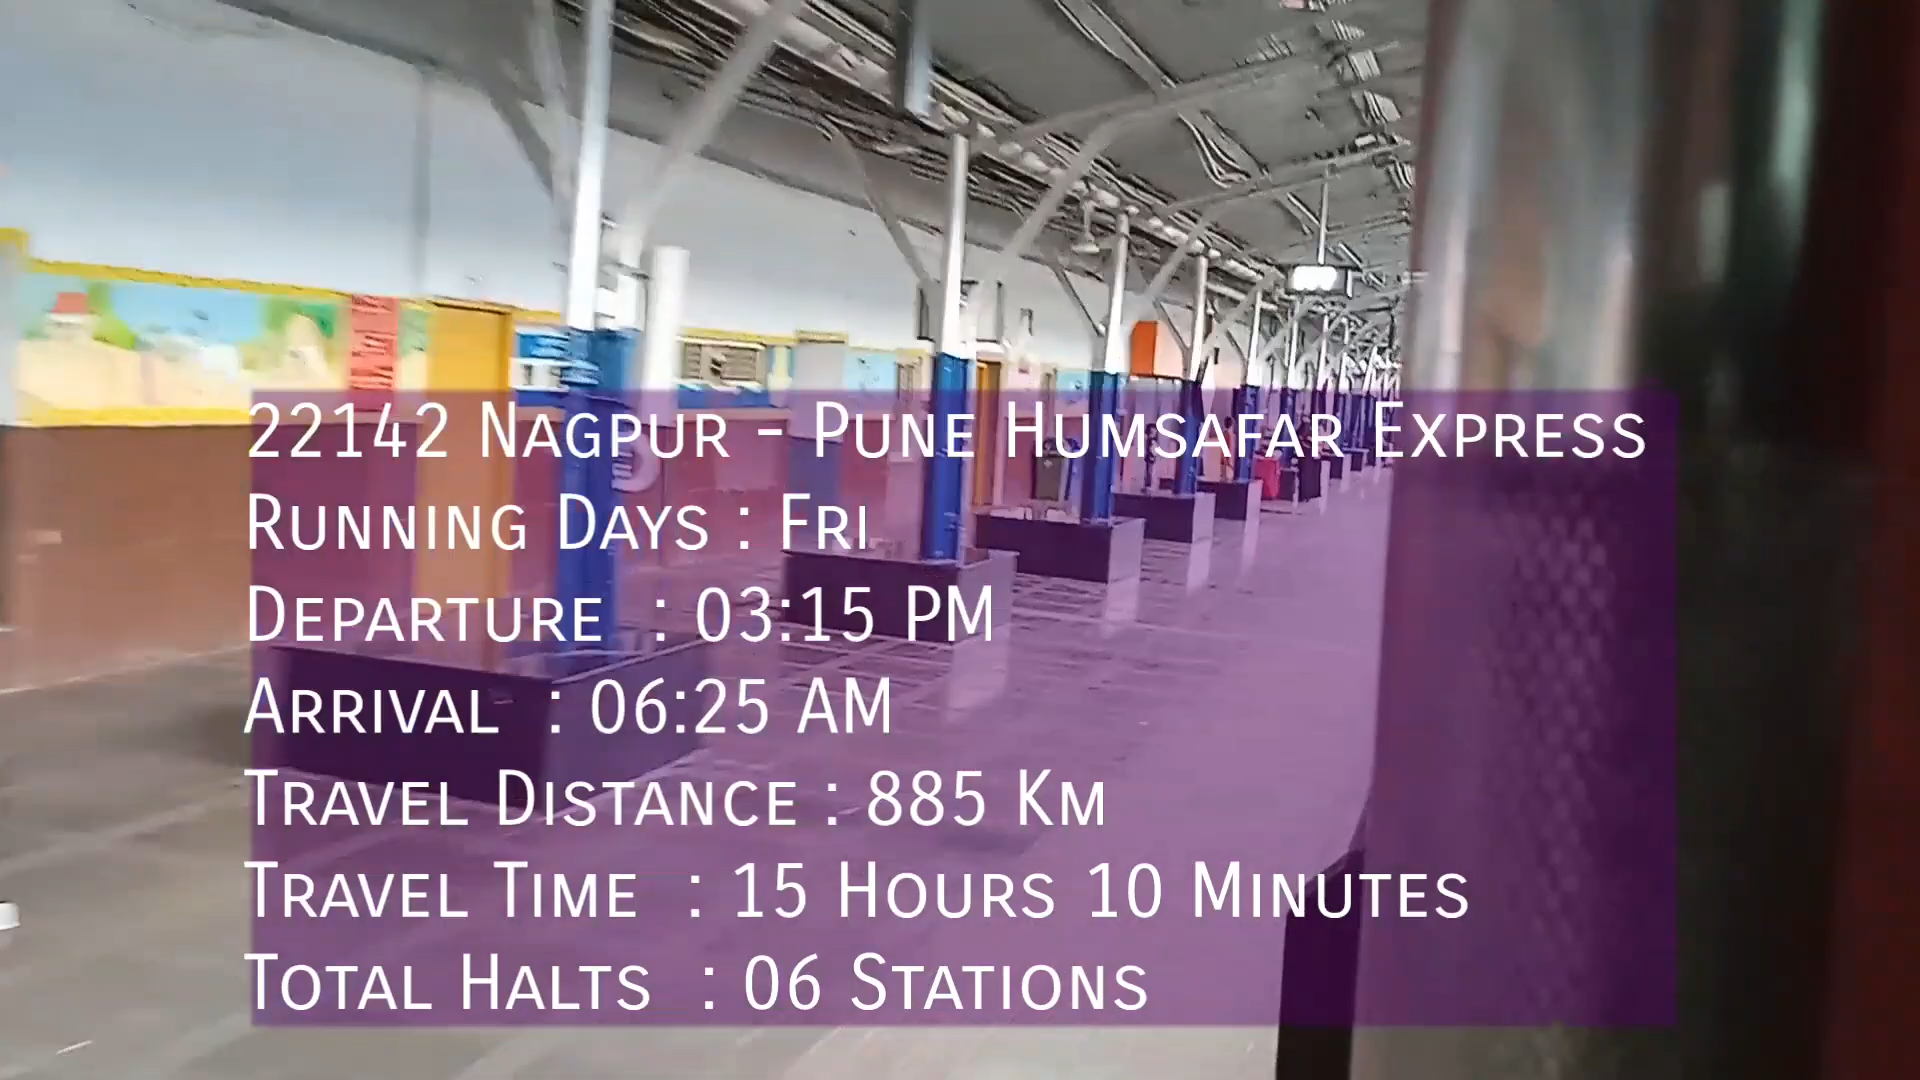 22142 Nagpur - Pune Humsafar Express
Running Days : Fri
Departure : 03:15 PM
Arrival : 06:25 AM
Travel Distance : 885 Km
Travel Time : 15 Hours 10 Minutes
Total Halts : 06 Stations